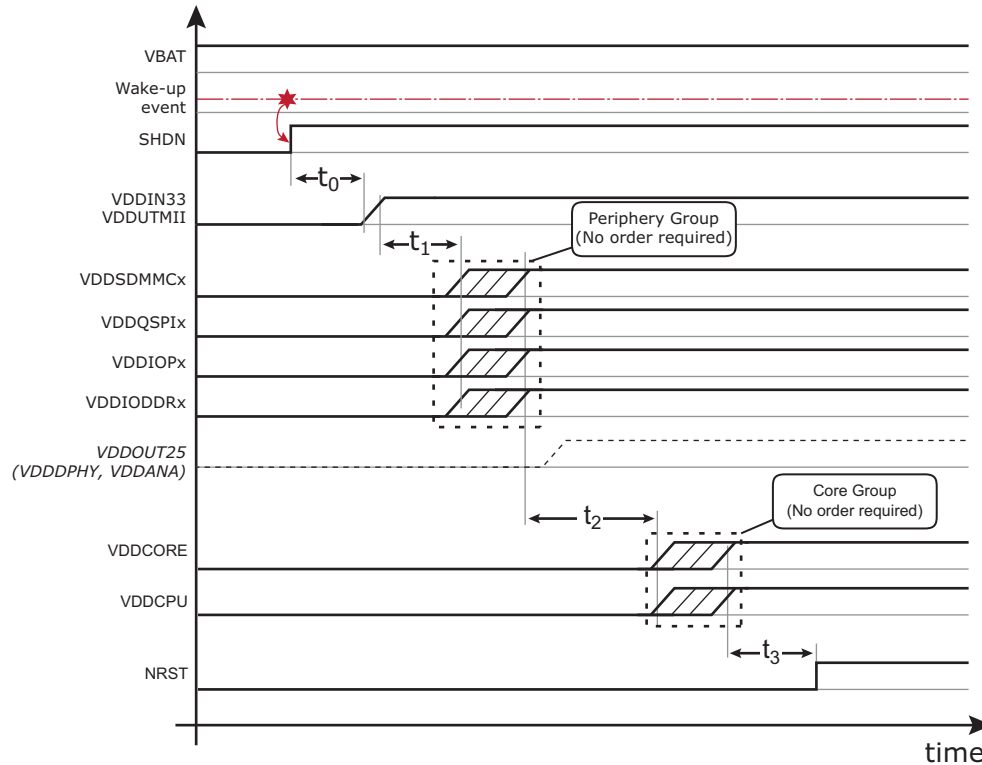 VBAT
Wake-up
event
SHDN
t0
VDDIN33
VDDUTMII
Periphery Group
(No order required)
t1
VDDSDMMCx
VDDQSPIx
VDDIOPx
VDDIODDRx
VDDOUT25
(VDDDPHY, VDDANA)
Core Group
(No order required)
t2
VDDCORE
VDDCPU
t3
NRST
time